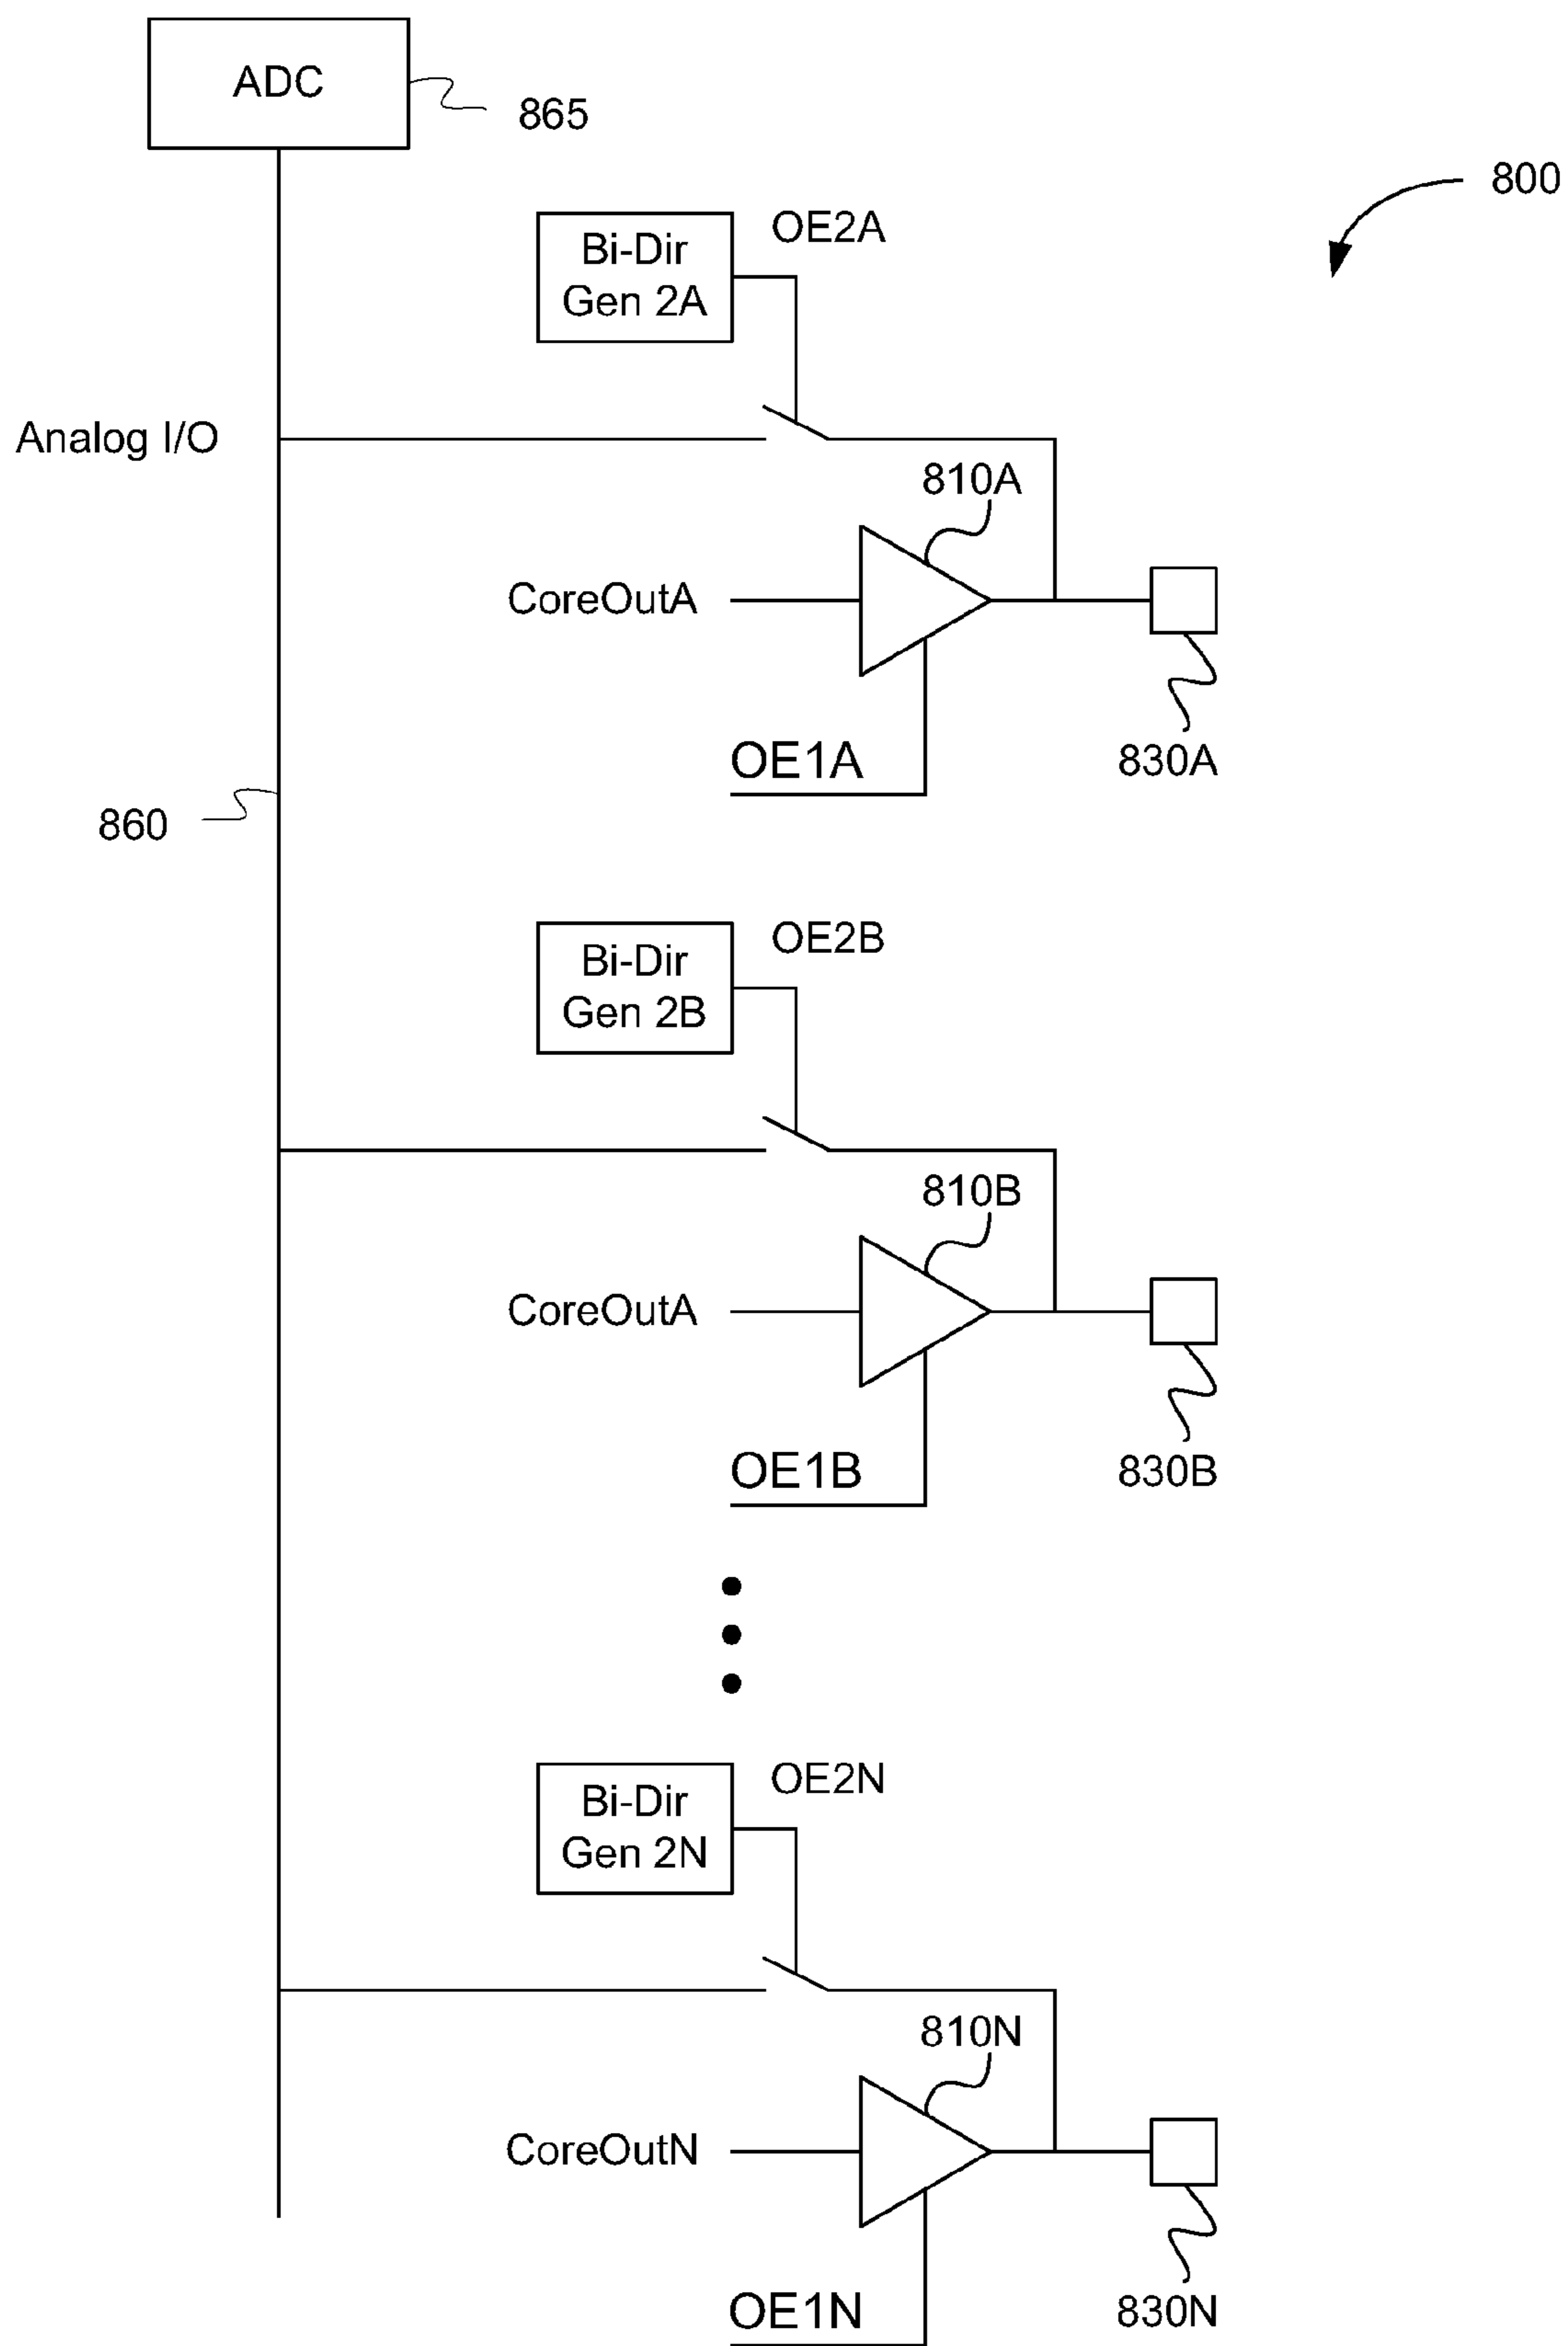 ADC
865
800
OE2A
Bi-Dir
Gen 2A
Analog I/O
810A
CoreOutA
OE1A
830A
860
OE2B
Bi-Dir
Gen 2B
810B
CoreOutA
OE1B
830B
OE2N
Bi-Dir
Gen 2N
810N
CoreOutN
OE1N
830N